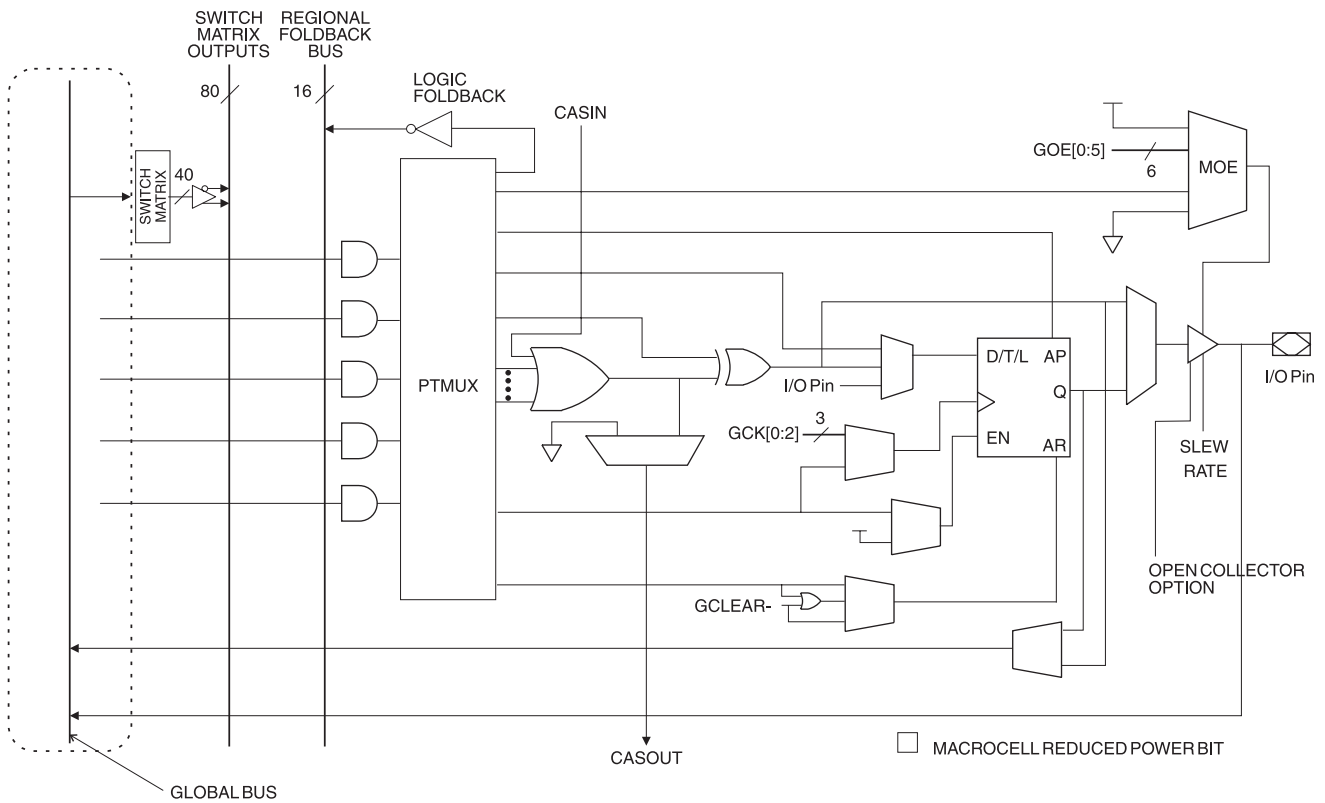 SWITCH
MATRIX
OUTPUTS
REGIONAL
FOLDBACK
BUS
80
16
LOGIC
FOLDBACK
CASIN
GOE[0:5]
6
MOE
SWITCH
MATRIX
40
PTMUX
I/O Pin
D/T/L
AP
Q
EN
AR
I/O Pin
GCK[0:2]
3
SLEW
RATE
OPEN COLLECTOR
OPTION
GCLEAR-
CASOUT
MACROCELL REDUCED POWER BIT
GLOBAL BUS